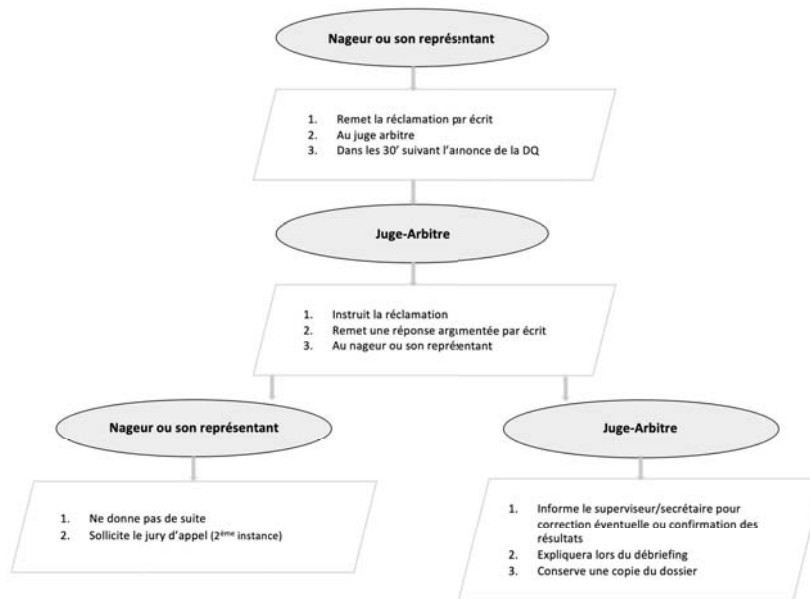 Nageur ou son représentant
1. Remet la réclamation par écrit
2. Au juge arbitre
3. Dans les 30' suivant l'annonce de la DQ
Juge-Arbitre
1. Instruit la réclamation
2. Remet une réponse argumentée par écrit
3. Au nageur ou son représentant
Nageur ou son représentant
1. Ne donne pas de suite
2. Sollicite le jury d'appel (2ème instance)
Juge-Arbitre
1. Informe le superviseur/secrétaire pour
correction éventuelle ou confirmation des
résultats
2. Expliquera lors du débriefing
3. Conserve une copie du dossier